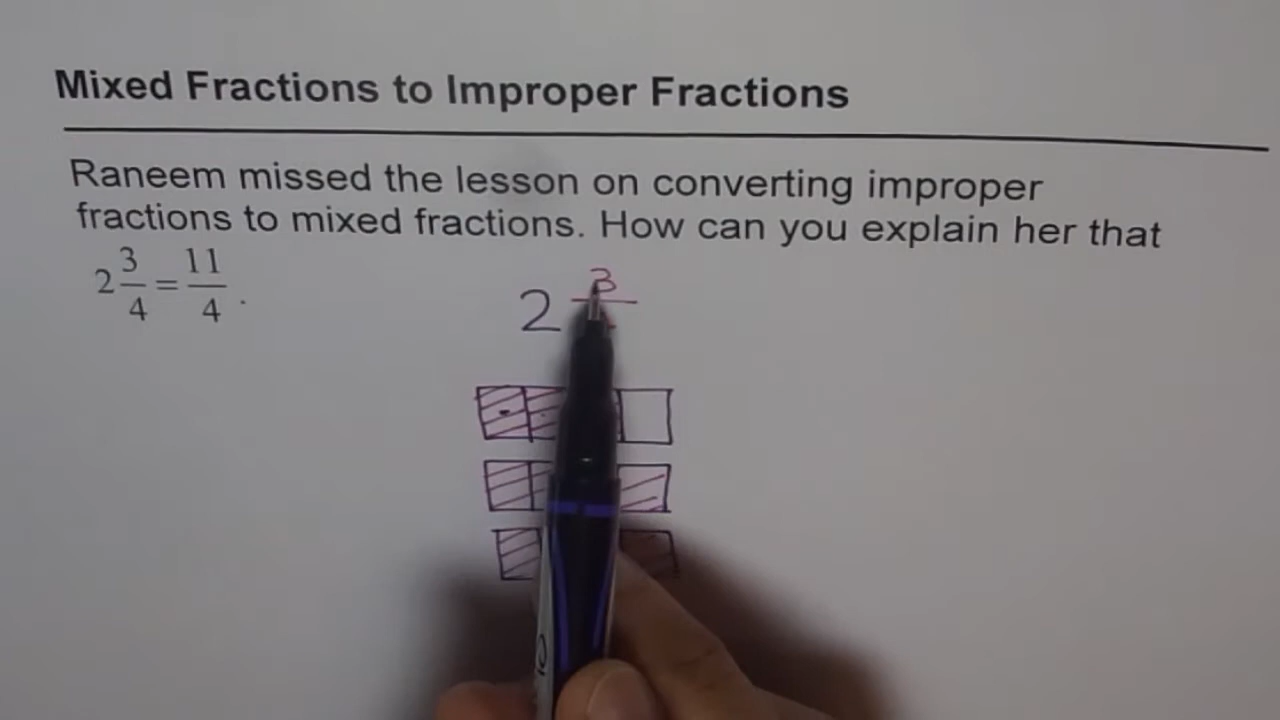 Mixed Fractions to Improper Fractions
Raneem missed the lesson on converting improper
fractions to mixed fractions. How can you explain her that
2 3/4 = 11/4 .
2 3